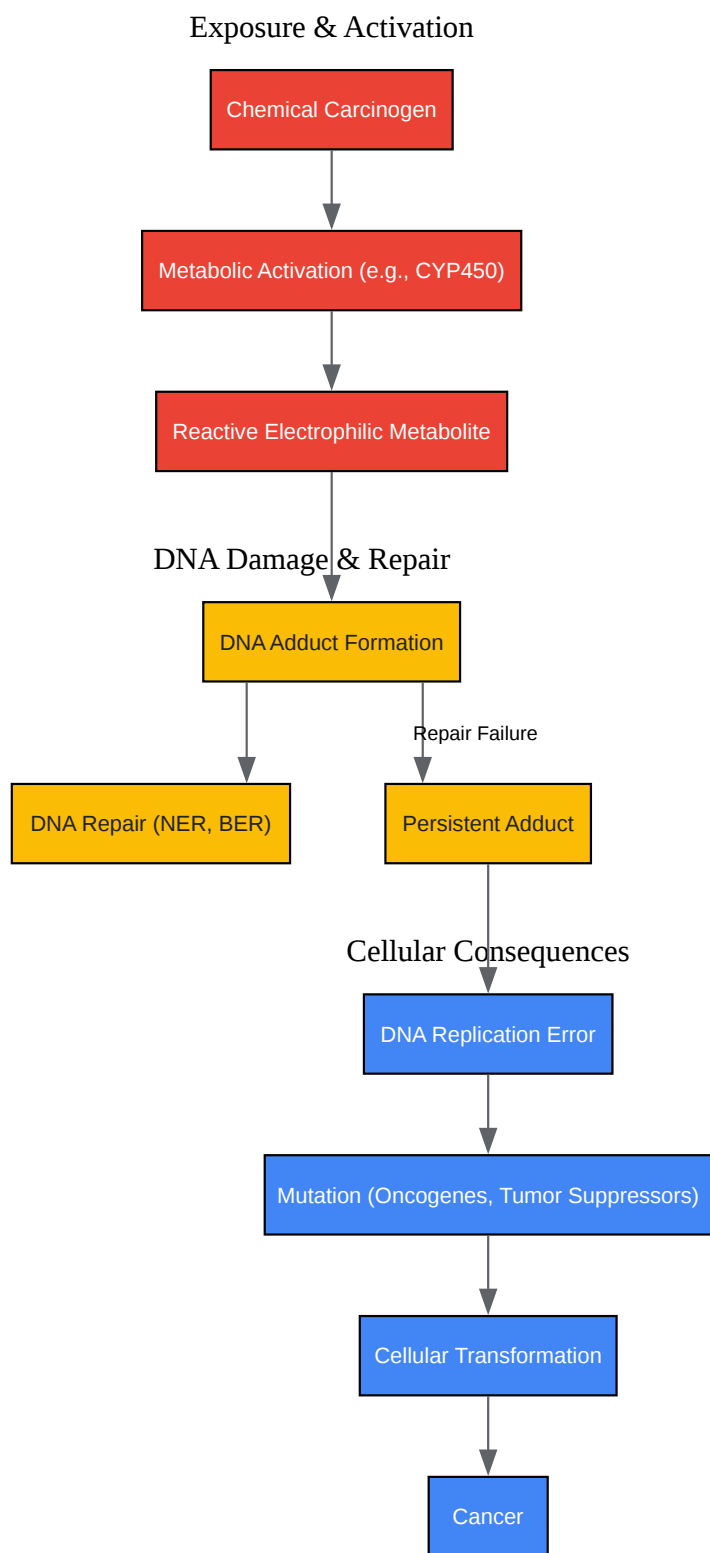 Exposure & Activation
Chemical Carcinogen
Metabolic Activation (e.g., CYP450)
Reactive Electrophilic Metabolite
DNA Damage & Repair
DNA Adduct Formation
Repair Failure
DNA Repair (NER, BER)
Persistent Adduct
Cellular Consequences
DNA Replication Error
Mutation (Oncogenes, Tumor Suppressors)
Cellular Transformation
Cancer